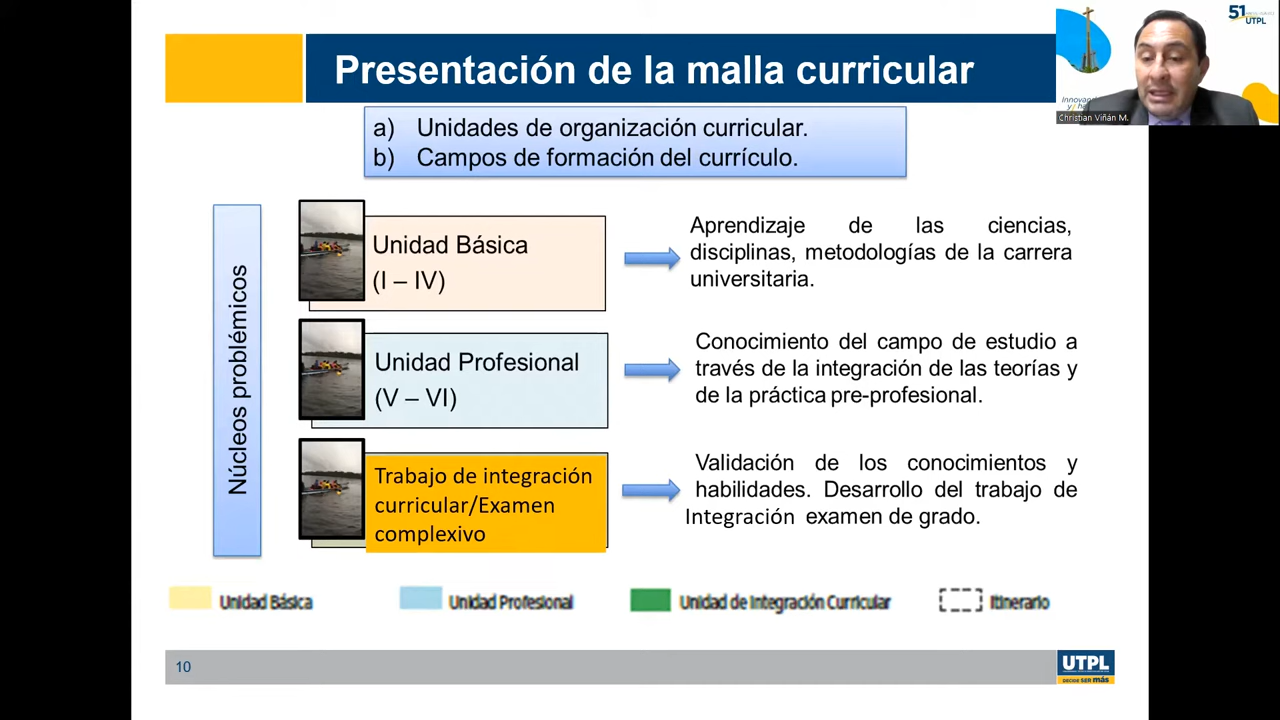 Presentación de la malla curricular
a) Unidades de organización curricular.
b) Campos de formación del currículo.
Núcleos problémicos
Unidad Básica
(I – IV)
Aprendizaje de las ciencias,
disciplinas, metodologías de la carrera
universitaria.
Unidad Profesional
(V – VI)
Conocimiento del campo de estudio a
través de la integración de las teorías y
de la práctica pre-profesional.
Trabajo de integración
curricular/Examen
complexivo
Validación de los conocimientos y
habilidades. Desarrollo del trabajo de
Integración examen de grado.
Unidad Básica
Unidad Profesional
Unidad de Integración Curricular
Itinerario
10
UTPL
DECIDE SER más
51
UTPL
Christian Viñán M.